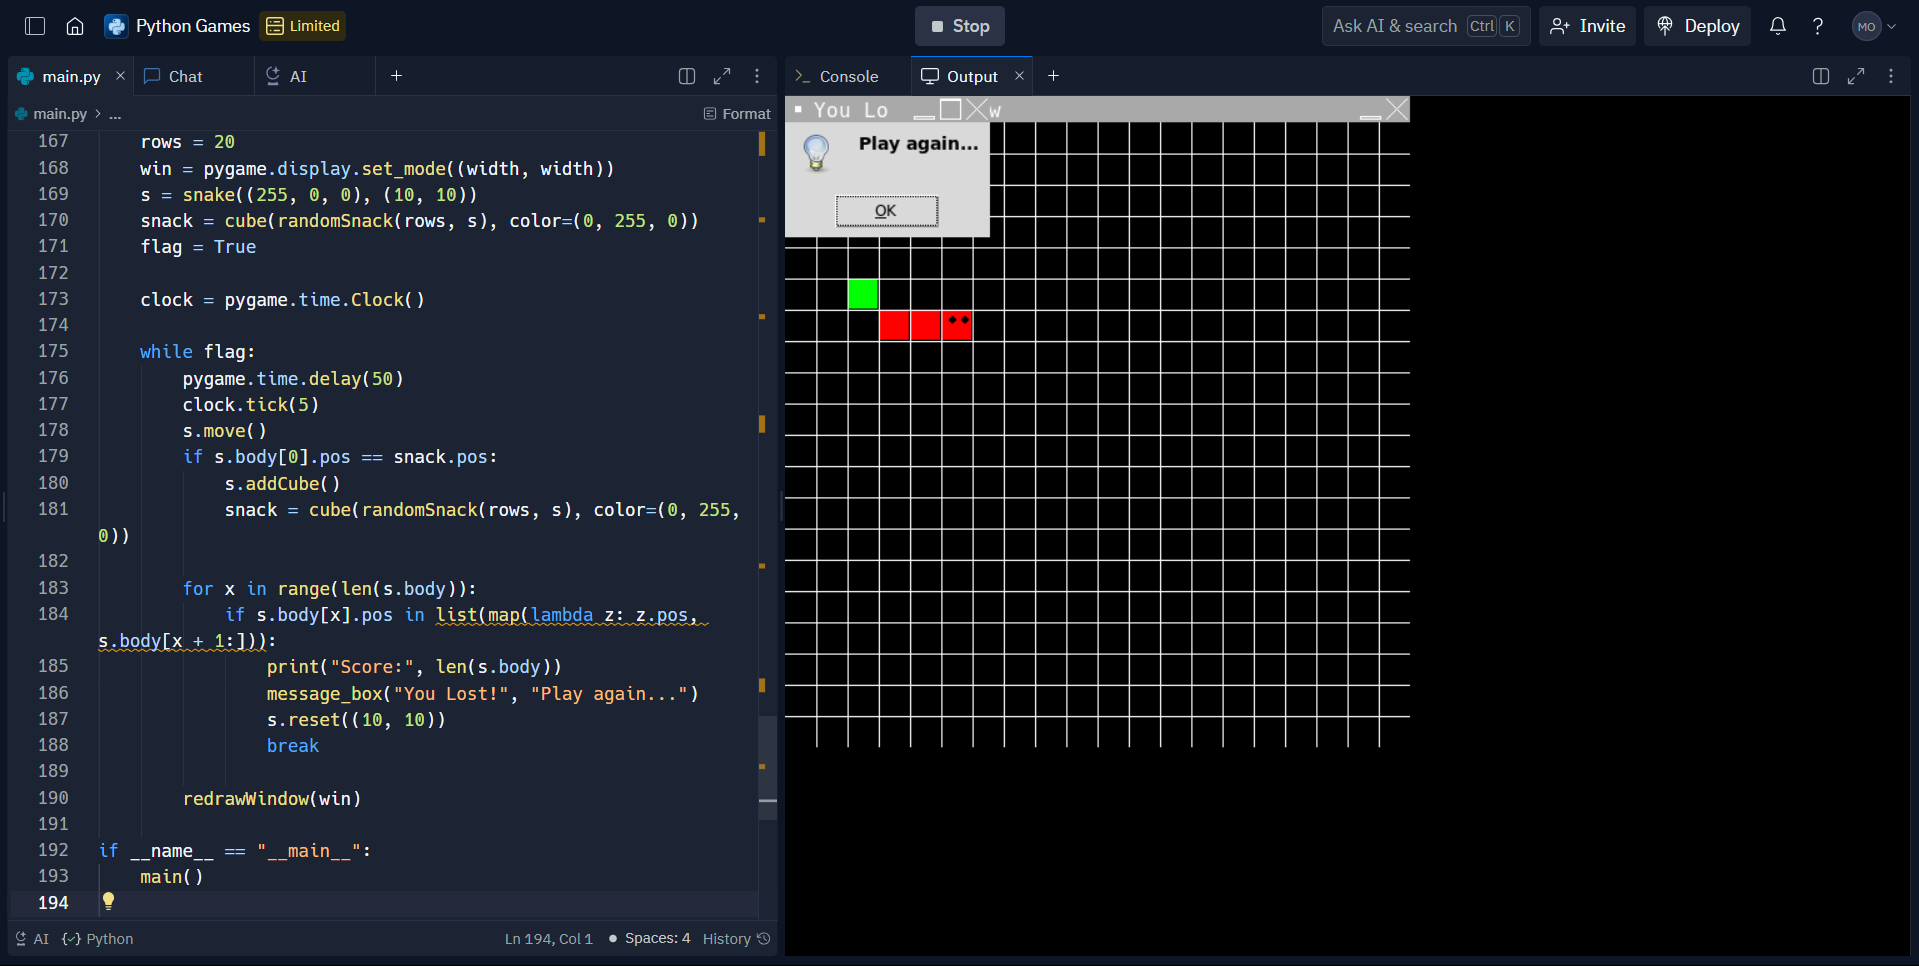 Python Games
Limited
Stop
Ask AI & search Ctrl K
Invite
Deploy
MO
main.py
Chat
AI
Console
Output
main.py > ...
Format
167 rows = 20
168 win = pygame.display.set_mode((width, width))
169 s = snake((255, 0, 0), (10, 10))
170 snack = cube(randomSnack(rows, s), color=(0, 255, 0))
171 flag = True
172
173 clock = pygame.time.Clock()
174
175 while flag:
176 pygame.time.delay(50)
177 clock.tick(5)
178 s.move()
179 if s.body[0].pos == snack.pos:
180 s.addCube()
181 snack = cube(randomSnack(rows, s), color=(0, 255,
0))
182
183 for x in range(len(s.body)):
184 if s.body[x].pos in list(map(lambda z: z.pos,
s.body[x + 1:])):
185 print("Score:", len(s.body))
186 message_box("You Lost!", "Play again...")
187 s.reset((10, 10))
188 break
189
190 redrawWindow(win)
191
192 if __name__ == "__main__":
193 main()
194
AI
Python
Ln 194, Col 1
Spaces: 4
History
You Lo
w
Play again...
OK